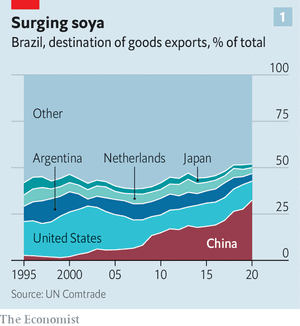 Surging soya
1
Brazil, destination of goods exports, % of total
100
75
50
25
0
Other
Argentina Netherlands Japan
United States
China
1995 2000 05 10 15 20
Source: UN Comtrade
The Economist